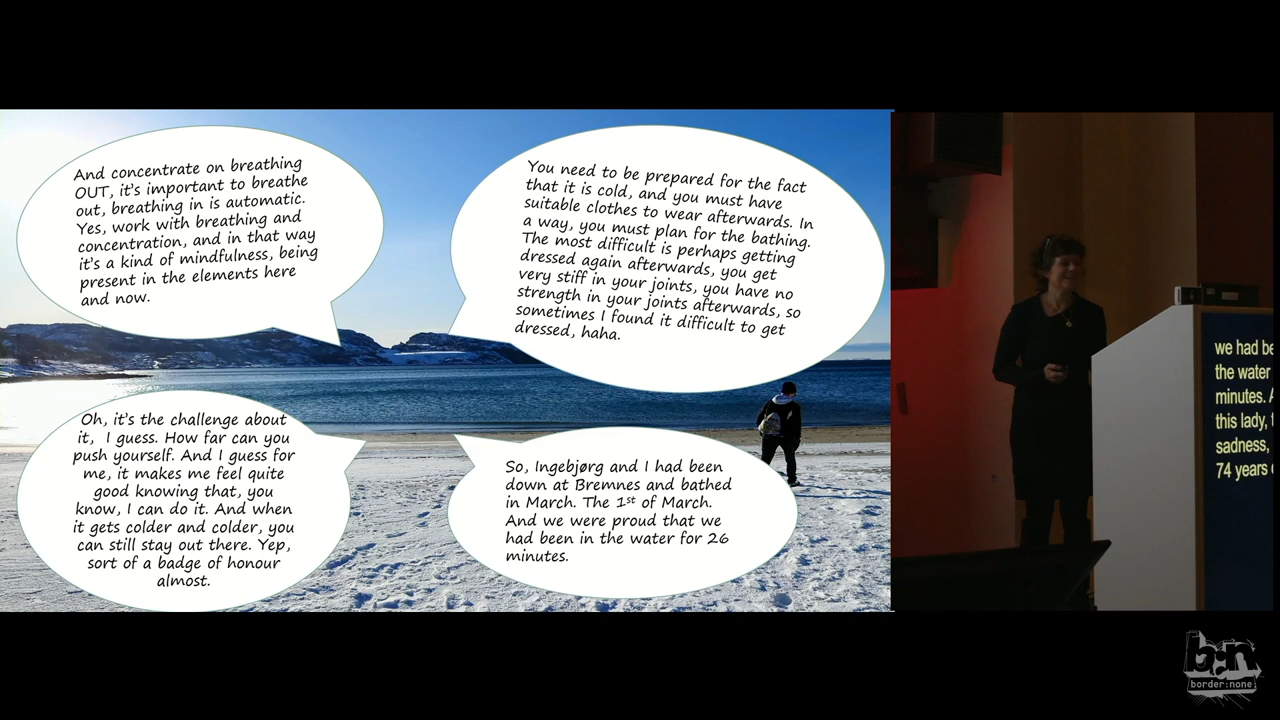 And concentrate on breathing
OUT, it's important to breathe
out, breathing in is automatic.
Yes, work with breathing and
concentration, and in that way
it's a kind of mindfulness, being
present in the elements here
and now.
You need to be prepared for the fact
that it is cold, and you must have
suitable clothes to wear afterwards. In
a way, you must plan for the bathing.
The most difficult is perhaps getting
dressed again afterwards, you get
very stiff in your joints, you have no
strength in your joints afterwards, so
sometimes I found it difficult to get
dressed, haha.
Oh, it's the challenge about
it, I guess. How far can you
push yourself. And I guess for
me, it makes me feel quite
good knowing that, you
know, I can do it. And when
it gets colder and colder, you
can still stay out there. Yep,
sort of a badge of honour
almost.
So, Ingebjørg and I had been
down at Bremnes and bathed
in March. The 1st of March.
And we were proud that we
had been in the water for 26
minutes.
we had be
the water
minutes. A
this lady, t
sadness,
74 years
b:n
border:none